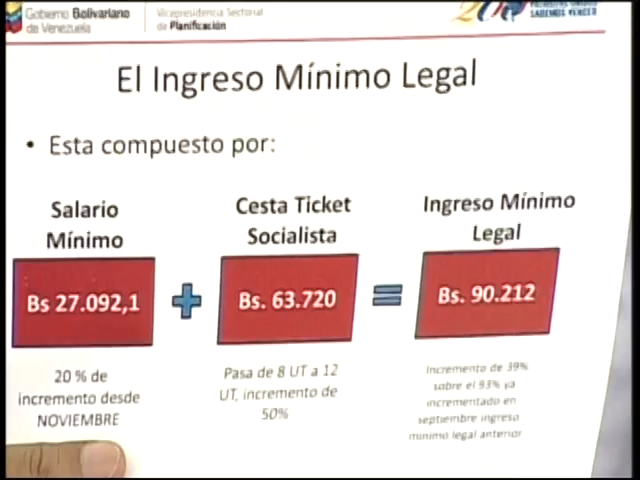 Gobierno Bolivariano
de Venezuela
Vicepresidencia Sectorial
de Planificación
200
El Ingreso Mínimo Legal
• Esta compuesto por:
Salario
Mínimo
Cesta Ticket
Socialista
Ingreso Mínimo
Legal
Bs 27.092,1
+
Bs. 63.720
=
Bs. 90.212
20 % de
incremento desde
NOVIEMBRE
Pasa de 8 UT a 12
UT, incremento de
50%
Incremento de 39%
sobre el 93% ya
incrementado en
septiembre ingreso
minimo legal anterior